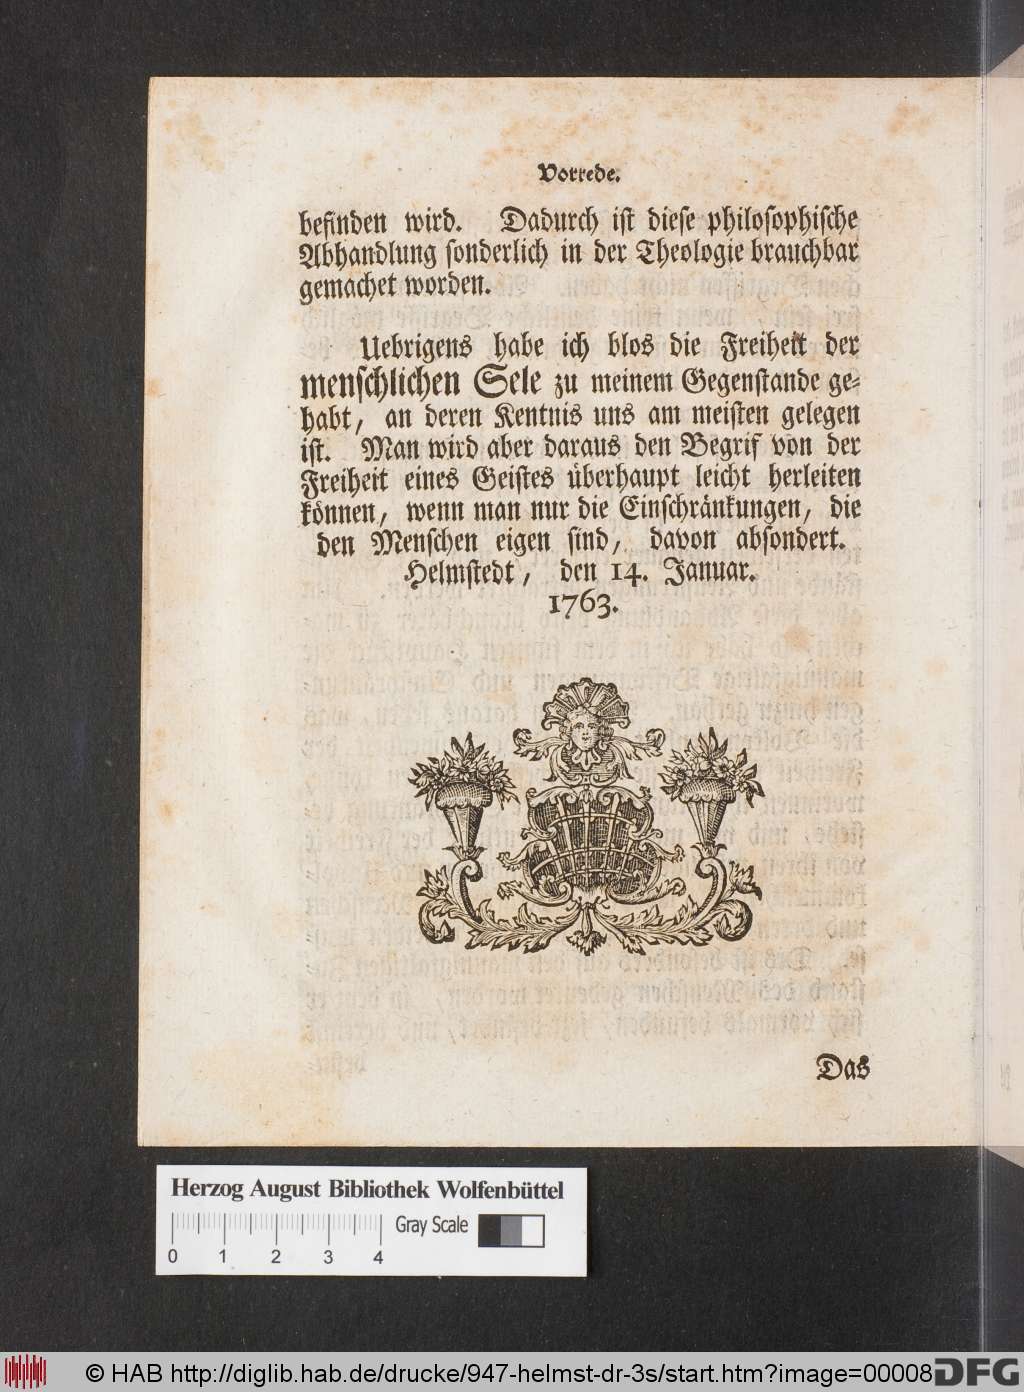 Vorrede.
befinden wird. Dadurch iſt dieſe philoſophiſche
Abhandlung ſonderlich in der Theologie brauchbar
gemachet worden.
Uebrigens habe ich blos die Freiheit der
menſchlichen Sele zu meinem Gegenſtande ge-
habt, an deren Kentnis uns am meiſten gelegen
iſt. Man wird aber daraus den Begrif von der
Freiheit eines Geiſtes überhaupt leicht herleiten
können, wenn man nur die Einſchränkungen, die
den Menſchen eigen ſind, davon abſondert.
Helmſtedt, den 14. Januar.
1763.
Das
Herzog August Bibliothek Wolfenbüttel
Gray Scale
0 1 2 3 4
© HAB http://diglib.hab.de/drucke/947-helmst-dr-3s/start.htm?image=00008
DFG